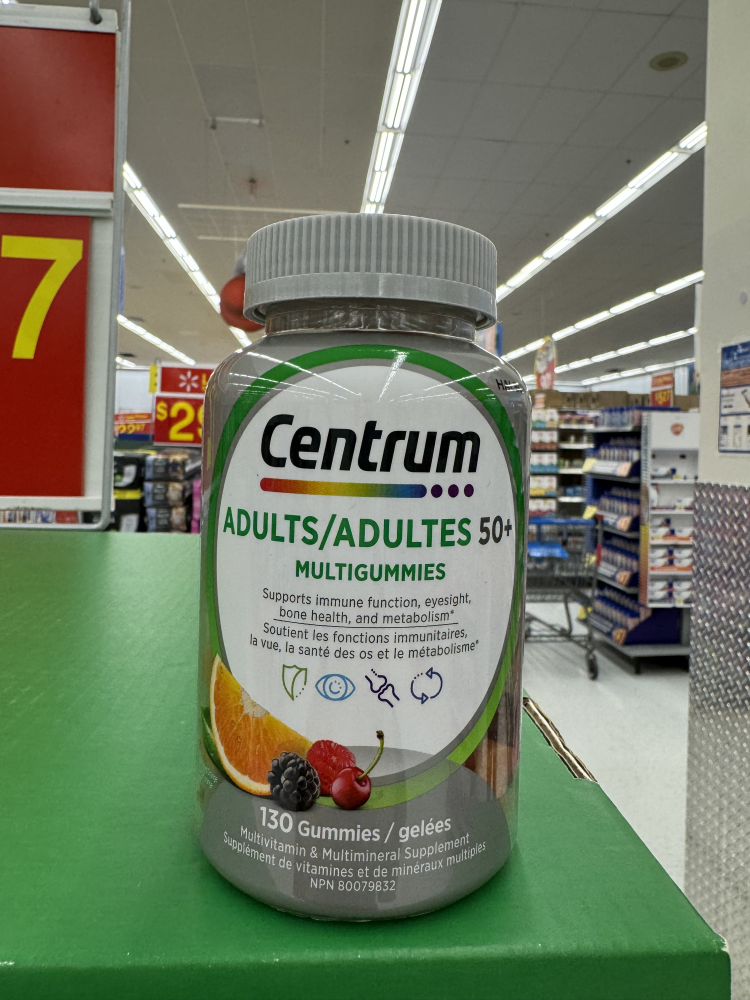 7
$29
Centrum
ADULTS/ADULTES 50+
MULTIGUMMIES
Supports immune function, eyesight,
bone health, and metabolism*
Soutient les fonctions immunitaires,
la vue, la santé des os et le métabolisme*
130 Gummies / gelées
Multivitamin & Multimineral Supplement
Supplément de vitamines et de minéraux multiples
NPN 80079832